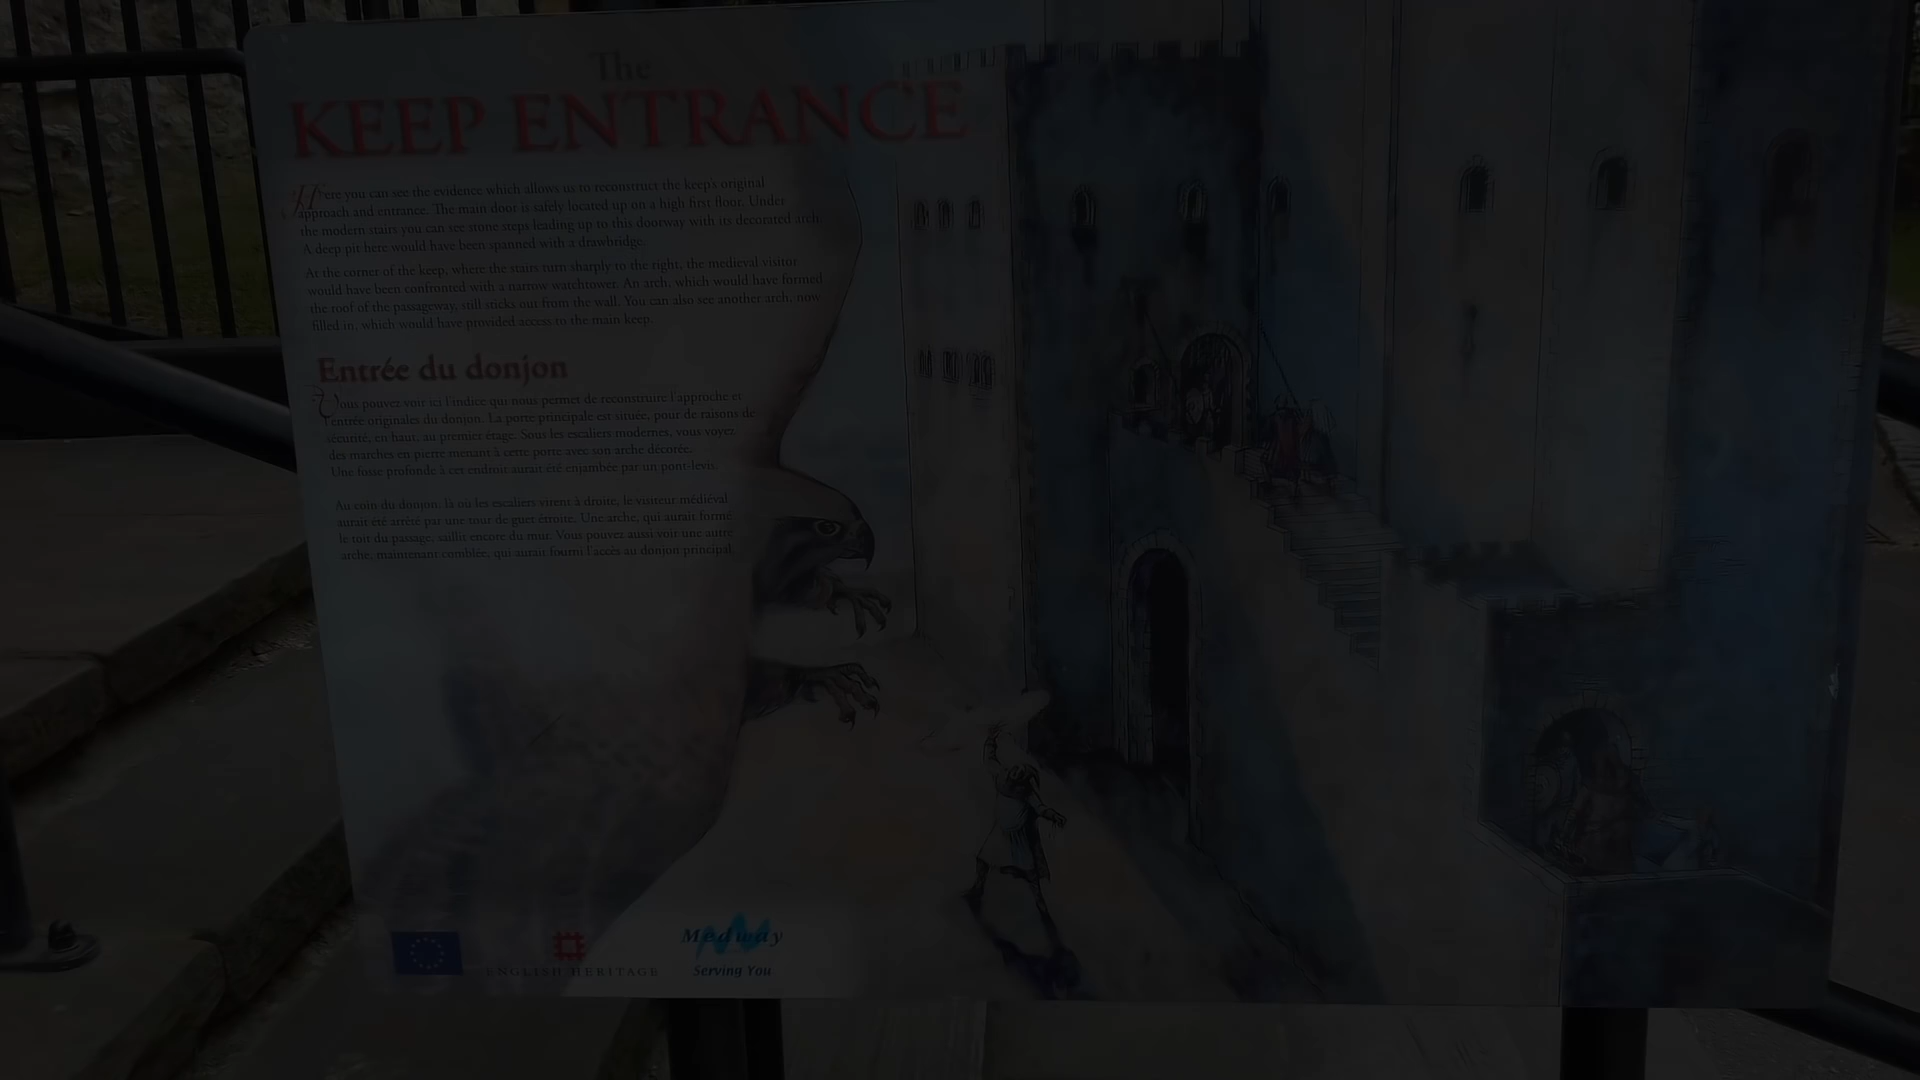 The
KEEP ENTRANCE
Here you can see the evidence which allows us to reconstruct the keep's original
approach and entrance. The main door is safely located up on a high first floor. Under
the modern stairs you can see stone steps leading up to this doorway with its decorated arch.
A deep pit here would have been spanned with a drawbridge.
At the corner of the keep, where the stairs turn sharply to the right, the medieval visitor
would have been confronted with a narrow watchtower. An arch, which would have formed
the roof of the passageway, still sticks out from the wall. You can also see another arch, now
filled in, which would have provided access to the main keep.
Entrée du donjon
Vous pouvez voir ici l'indice qui nous permet de reconstruire l'approche et
l'entrée originales du donjon. La porte principale est située, pour de raisons de
sécurité, en haut, au premier étage. Sous les escaliers modernes, vous voyez
des marches en pierre menant à cette porte avec son arche décorée.
Une fosse profonde à cet endroit aurait été enjambée par un pont-levis.
Au coin du donjon: là ou les escaliers virent à droite, le visiteur médiéval
aurait été arrêté par une tour de guet étroite. Une arche, qui aurait formé
le toit du passage, saillit encore du mur. Vous pouvez aussi voir une autre
arche, maintenant comblée, qui aurait fourni l'accès au donjon principal.
ENGLISH HERITAGE
Medway
Serving You